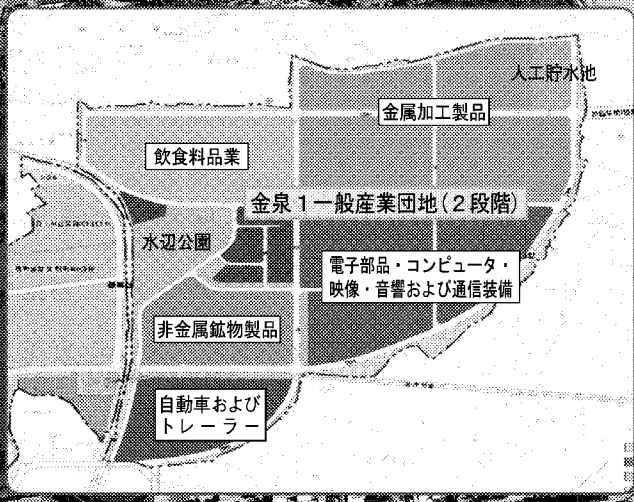 人工貯水池
金属加工製品
飲食料品業
金泉1一般産業団地(2段階)
水辺公園
電子部品・コンピュータ・
映像・音響および通信装備
非金属鉱物製品
自動車および
トレーラー